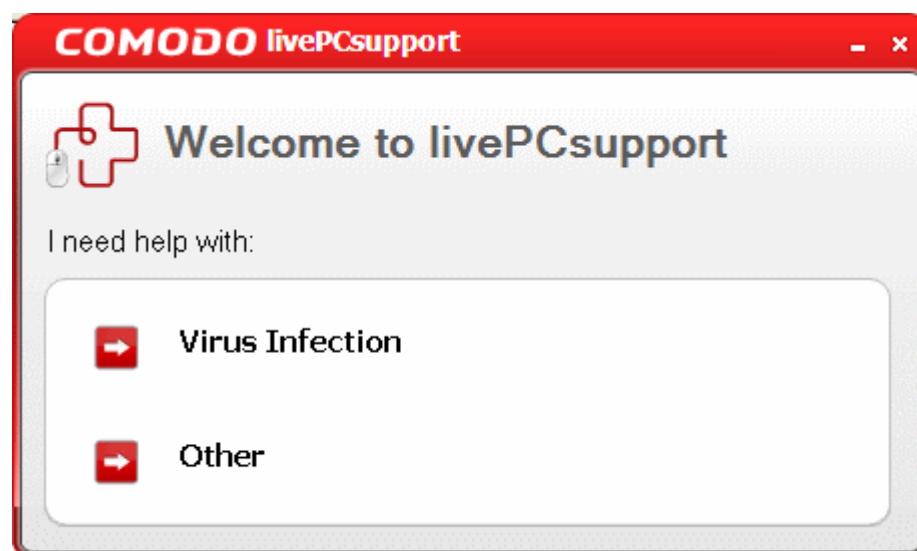 COMODO livePCsupport
Welcome to livePCsupport
I need help with:
Virus Infection
Other